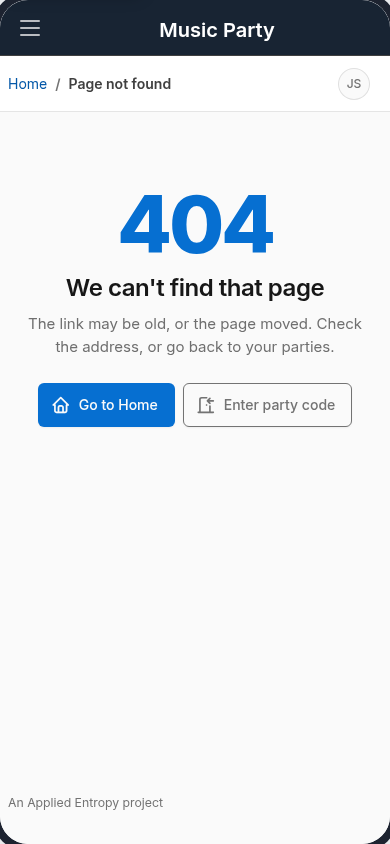 Music Party
Home / Page not found
JS
404
We can't find that page
The link may be old, or the page moved. Check
the address, or go back to your parties.
Go to Home
Enter party code
An Applied Entropy project